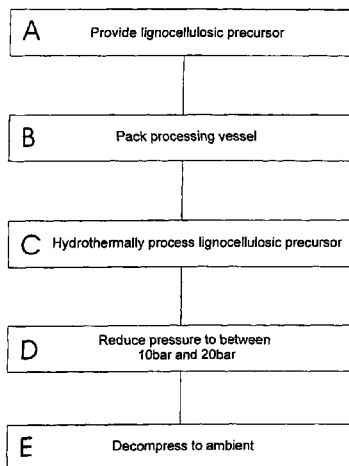 A Provide lignocellulosic precursor
B Pack processing vessel
C Hydrothermally process lignocellulosic precursor
D Reduce pressure to between
10bar and 20bar
E Decompress to ambient